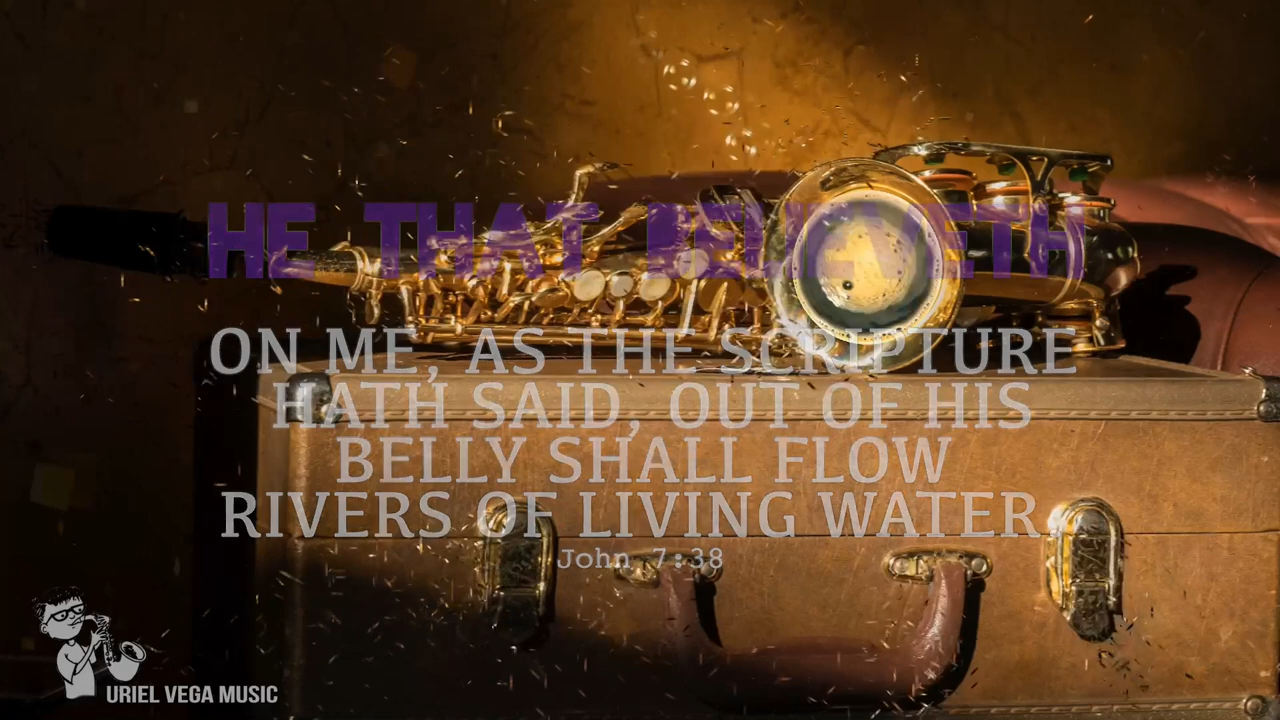 HE THAT BELIEVETH
ON ME, AS THE SCRIPTURE
HATH SAID, OUT OF HIS
BELLY SHALL FLOW
RIVERS OF LIVING WATER
John 7:38
URIEL VEGA MUSIC